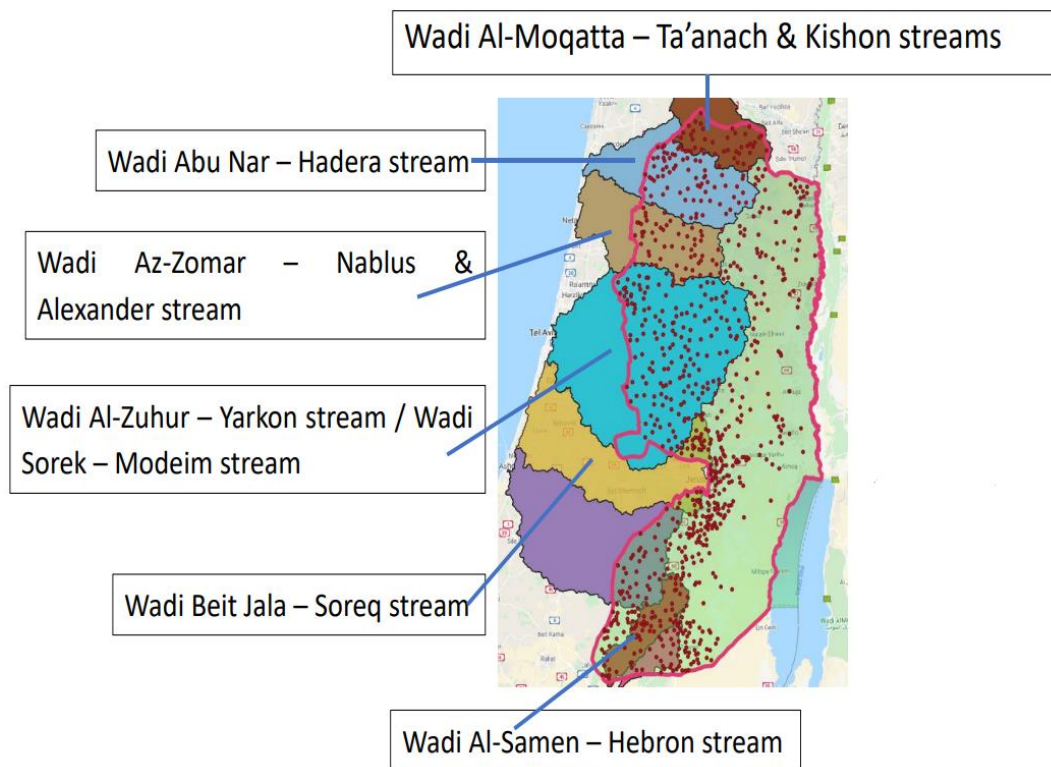 Wadi Al-Moqatta – Ta'anach & Kishon streams
Wadi Abu Nar – Hadera stream
Wadi Az-Zomar – Nablus &
Alexander stream
Wadi Al-Zuhur – Yarkon stream / Wadi
Sorek – Modeim stream
Wadi Beit Jala – Soreq stream
Wadi Al-Samen – Hebron stream